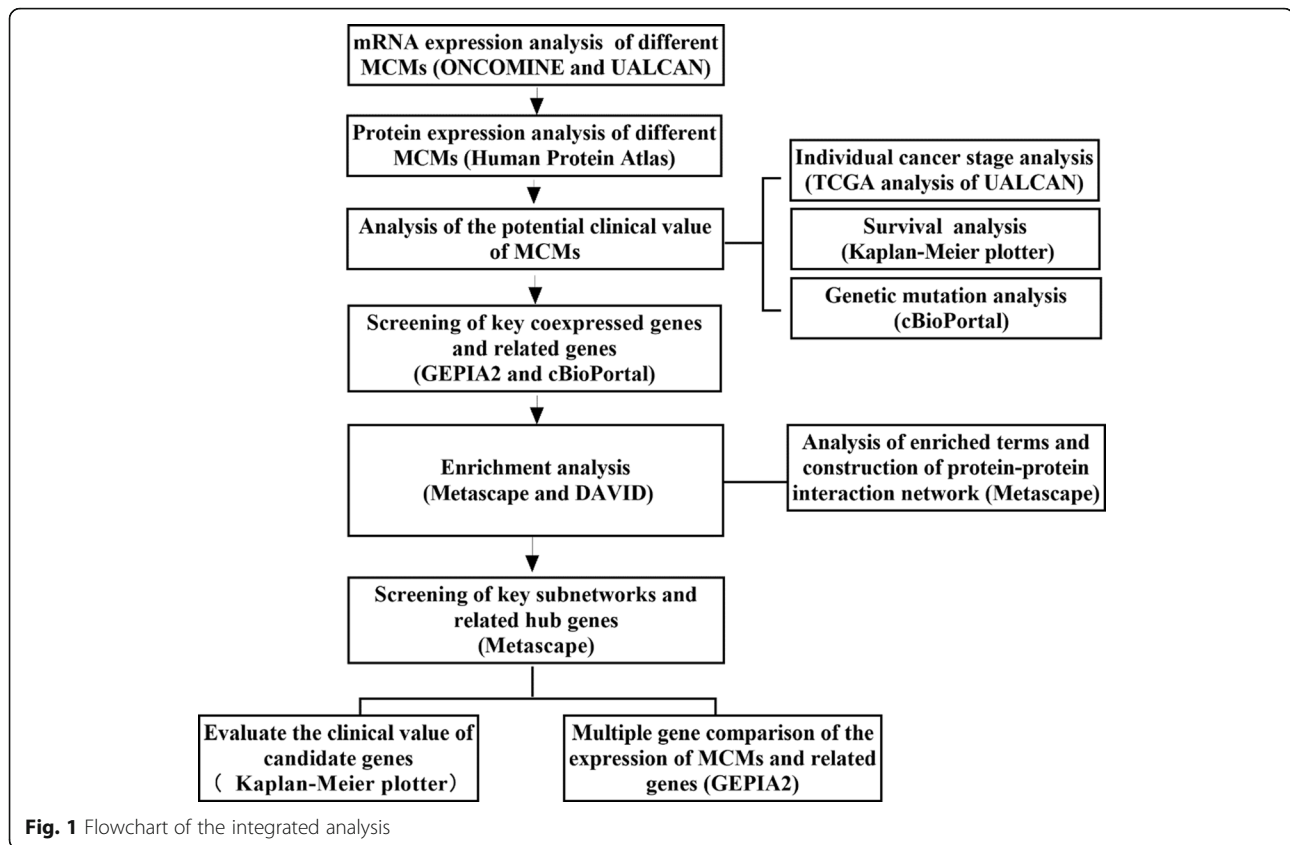 mRNA expression analysis of different
MCMs (ONCOMINE and UALCAN)
Protein expression analysis of different
MCMs (Human Protein Atlas)
Analysis of the potential clinical value
of MCMs
Individual cancer stage analysis
(TCGA analysis of UALCAN)
Survival analysis
(Kaplan-Meier plotter)
Genetic mutation analysis
(cBioPortal)
Screening of key coexpressed genes
and related genes
(GEPIA2 and cBioPortal)
Enrichment analysis
(Metascape and DAVID)
Analysis of enriched terms and
construction of protein-protein
interaction network (Metascape)
Screening of key subnetworks and
related hub genes
(Metascape)
Evaluate the clinical value of
candidate genes
（ Kaplan-Meier plotter）
Multiple gene comparison of the
expression of MCMs and related
genes (GEPIA2)
Fig. 1 Flowchart of the integrated analysis